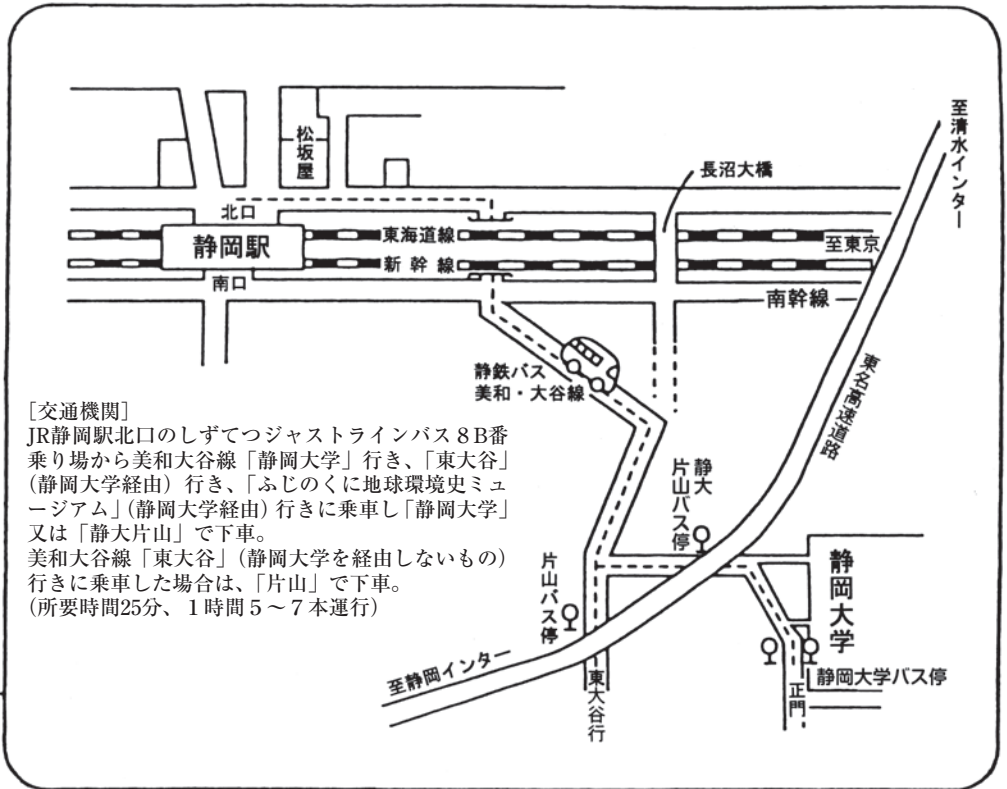 至清水インター
松坂屋
長沼大橋
北口
静岡駅
東海道線
至東京
新幹線
南口
南幹線
静鉄バス
美和・大谷線
東名高速道路
[交通機関]
JR静岡駅北口のしずてつジャストラインバス8B番
乗り場から美和大谷線「静岡大学」行き、「東大谷」
(静岡大学経由)行き、「ふじのくに地球環境史ミュ
ージアム」(静岡大学経由)行きに乗車し「静岡大学」
又は「静大片山」で下車。
美和大谷線「東大谷」(静岡大学を経由しないもの)
行きに乗車した場合は、「片山」で下車。
(所要時間25分、1時間5～7本運行)
静大
片山バス停
片山バス停
静岡大学
至静岡インター
東大谷行
正門
静岡大学バス停